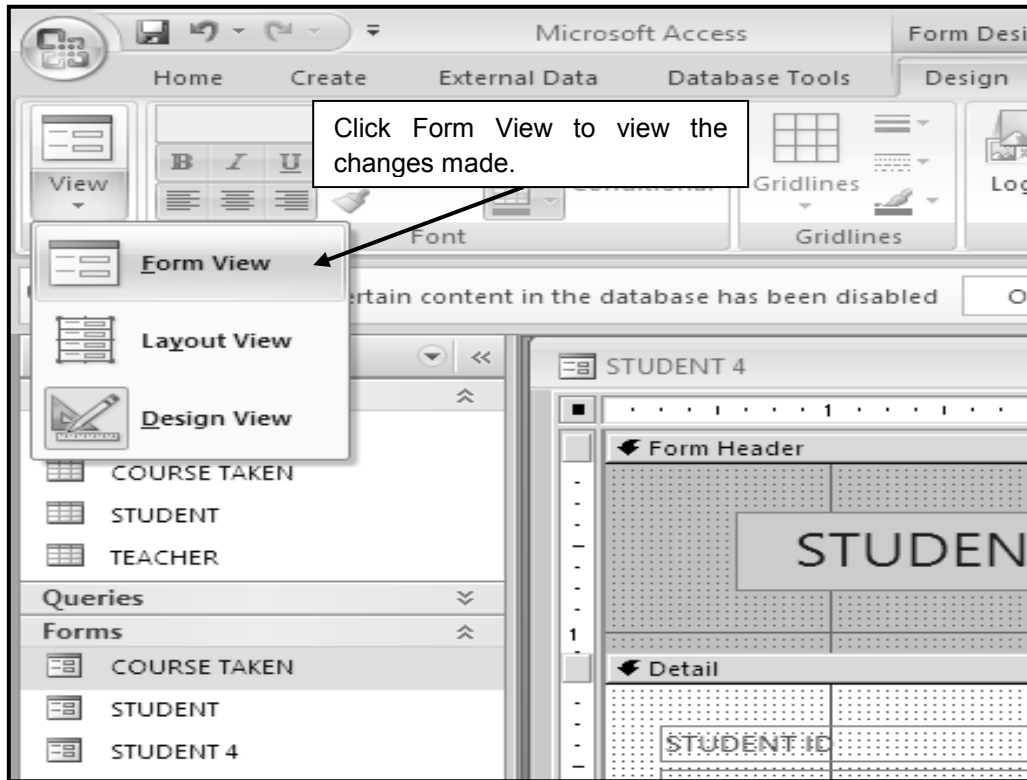 Microsoft Access
Form Desi
Home Create External Data Database Tools Design
Click Form View to view the
changes made.
B I U
View
Conditional
Gridlines
Log
Font
Gridlines
Form View
ertain content in the database has been disabled
O
Layout View
STUDENT 4
Design View
1
Form Header
COURSE TAKEN
STUDENT
TEACHER
STUDEN
Queries
Forms
1
COURSE TAKEN
Detail
STUDENT
STUDENT ID
STUDENT 4